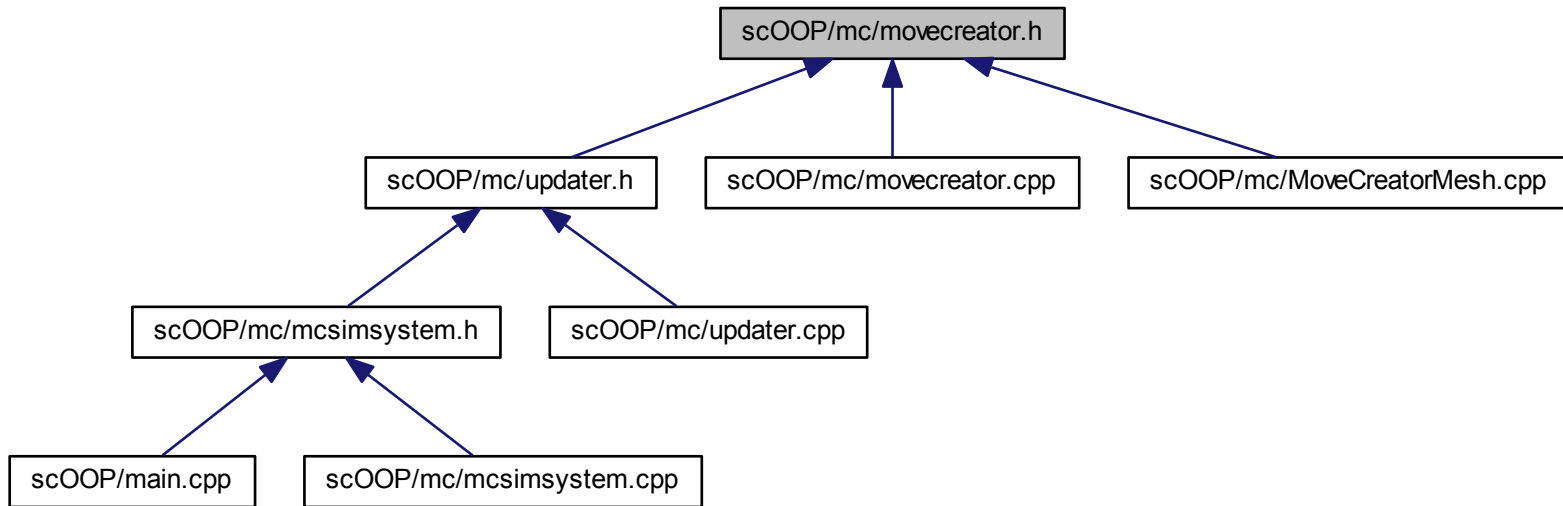 scOOP/mc/movecreator.h
scOOP/mc/updater.h
scOOP/mc/movecreator.cpp
scOOP/mc/MoveCreatorMesh.cpp
scOOP/mc/mcsimsystem.h
scOOP/mc/updater.cpp
scOOP/main.cpp
scOOP/mc/mcsimsystem.cpp